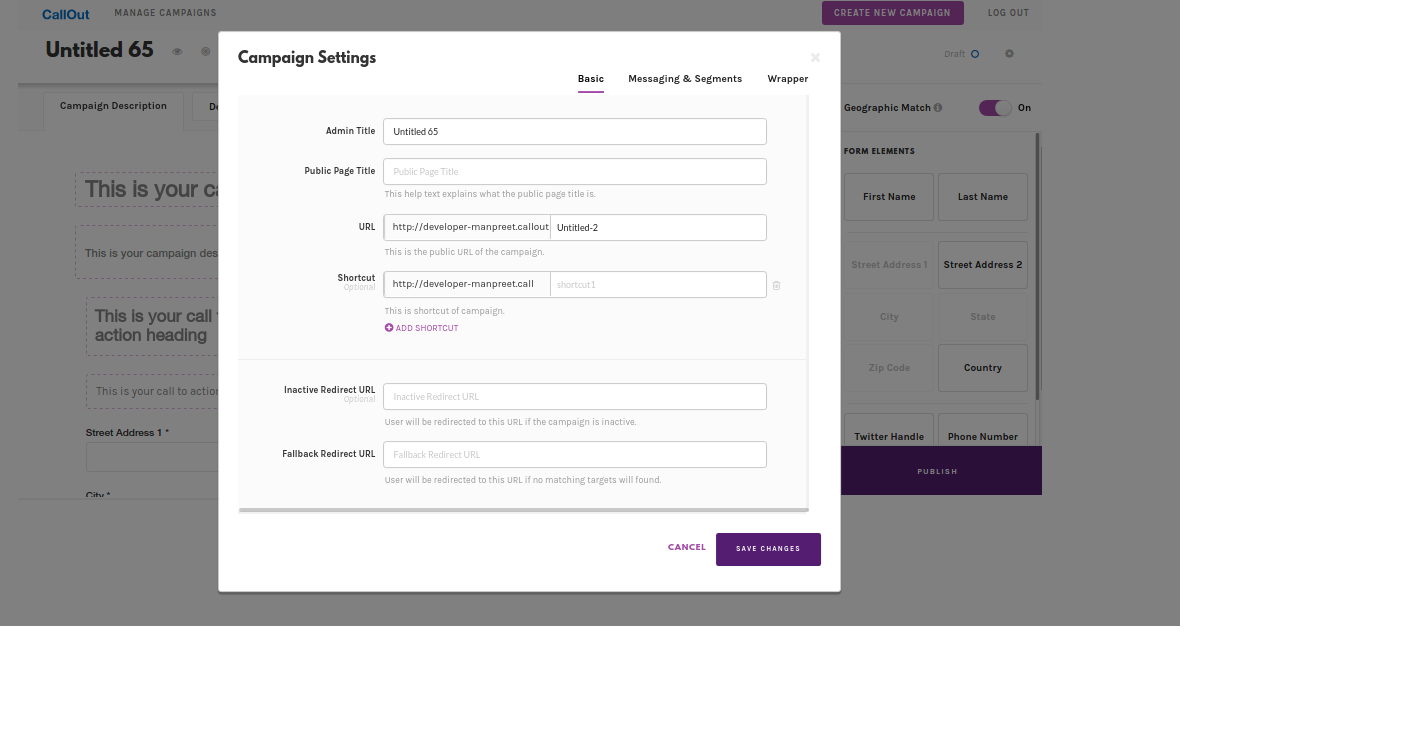 CallOut
MANAGE CAMPAIGNS
CREATE NEW CAMPAIGN
LOG OUT
Untitled 65
Draft
Campaign Description
De
Geographic Match
On
Campaign Settings
×
Basic
Messaging & Segments
Wrapper
Admin Title
Untitled 65
Public Page Title
Public Page Title
This help text explains what the public page title is.
URL
http://developer-manpreet.callout
Untitled-2
This is the public URL of the campaign.
Shortcut
Optional
http://developer-manpreet.call
shortcut1
This is shortcut of campaign.
ADD SHORTCUT
Inactive Redirect URL
Optional
Inactive Redirect URL
User will be redirected to this URL if the campaign is inactive.
Fallback Redirect URL
Fallback Redirect URL
User will be redirected to this URL if no matching targets will found.
CANCEL
SAVE CHANGES
This is your ca
This is your campaign des
This is your call t
action heading
This is your call to action
Street Address 1 *
City *
FORM ELEMENTS
First Name
Last Name
Street Address 1
Street Address 2
City
State
Zip Code
Country
Twitter Handle
Phone Number
PUBLISH